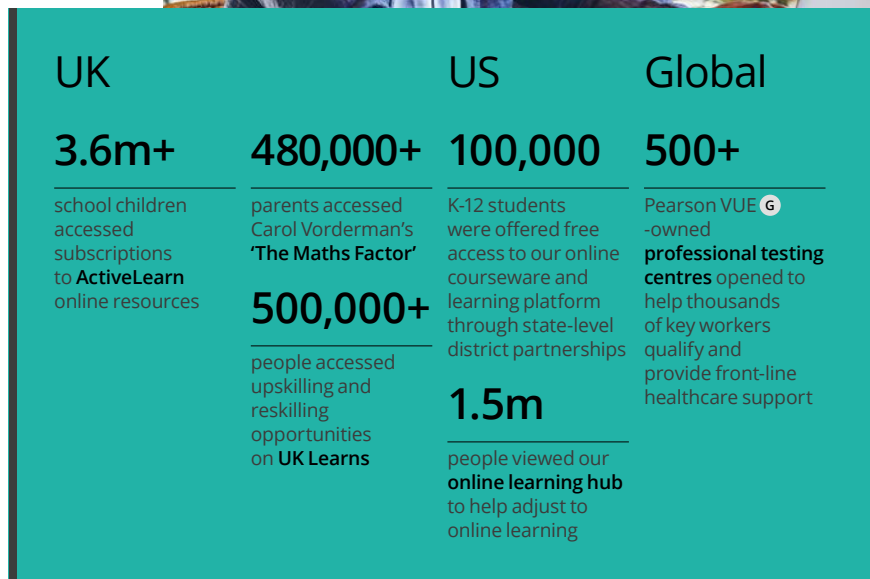 UK
3.6m+
school children
accessed
subscriptions
to ActiveLearn
online resources
480,000+
parents accessed
Carol Vorderman’s
‘The Maths Factor’
500,000+
people accessed
upskilling and
reskilling
opportunities
on UK Learns
US
100,000
K-12 students
were offered free
access to our online
courseware and
learning platform
through state-level
district partnerships
1.5m
people viewed our
online learning hub
to help adjust to
online learning
Global
500+
Pearson VUE G
-owned
professional testing
centres opened to
help thousands
of key workers
qualify and
provide front-line
healthcare support